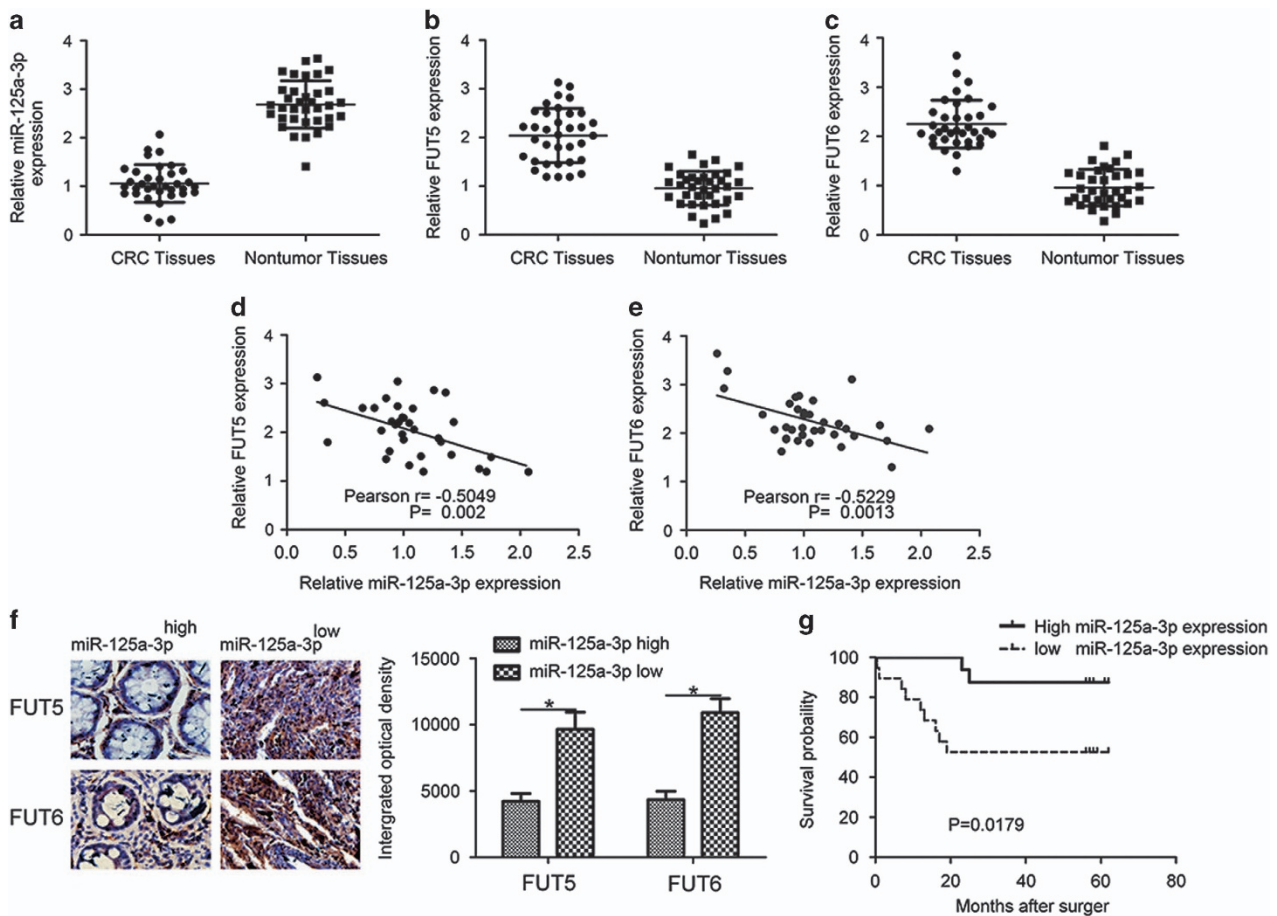 a
Relative miR-125a-3p
expression
4
3
2
1
0
CRC Tissues
Nontumor Tissues
b
Relative FUT5 expression
4
3
2
1
0
CRC Tissues
Nontumor Tissues
c
Relative FUT6 expression
4
3
2
1
0
CRC Tissues
Nontumor Tissues
d
Relative FUT5 expression
4
3
2
1
0
Pearson r= -0.5049
P= 0.002
0.0 0.5 1.0 1.5 2.0 2.5
Relative miR-125a-3p expression
e
Relative FUT6 expression
4
3
2
1
0
Pearson r= -0.5229
P= 0.0013
0.0 0.5 1.0 1.5 2.0 2.5
Relative miR-125a-3p expression
f
miR-125a-3p high
miR-125a-3p low
FUT5
FUT6
miR-125a-3p high
miR-125a-3p low
Intergrated optical density
15000
10000
5000
0
*
*
FUT5
FUT6
g
High miR-125a-3p expression
low miR-125a-3p expression
Survival probaility
100
80
60
40
20
0
P=0.0179
0 20 40 60 80
Months after surger